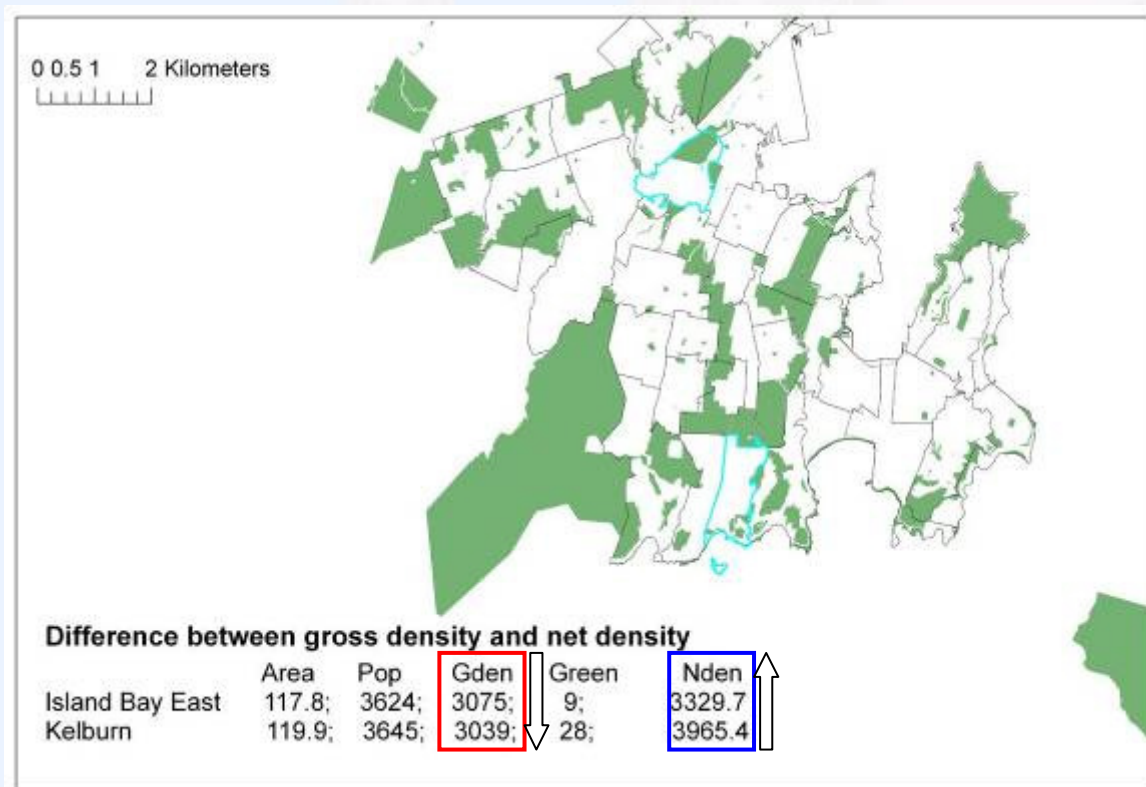 0 0.5 1 2 Kilometers
Difference between gross density and net density
Area Pop Gden Green Nden
Island Bay East 117.8; 3624; 3075; 9; 3329.7
Kelburn 119.9; 3645; 3039; 28; 3965.4